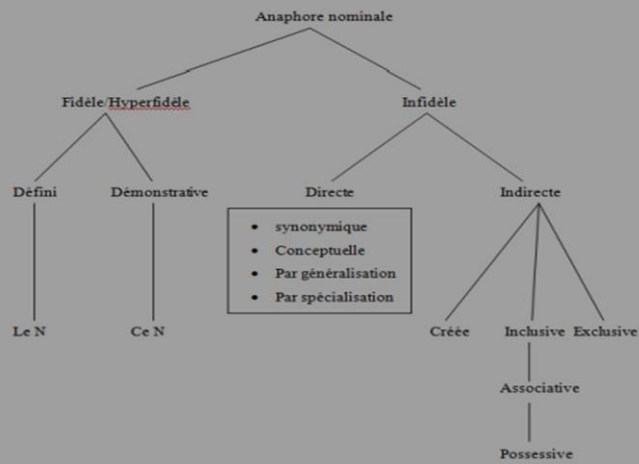 Anaphore nominale
Fidèle/Hyperfidèle Infidèle
Défini Démonstrative Directe Indirecte
• synonymique
• Conceptuelle
• Par généralisation
• Par spécialisation
Le N Ce N Créée Inclusive Exclusive
Associative
Possessive